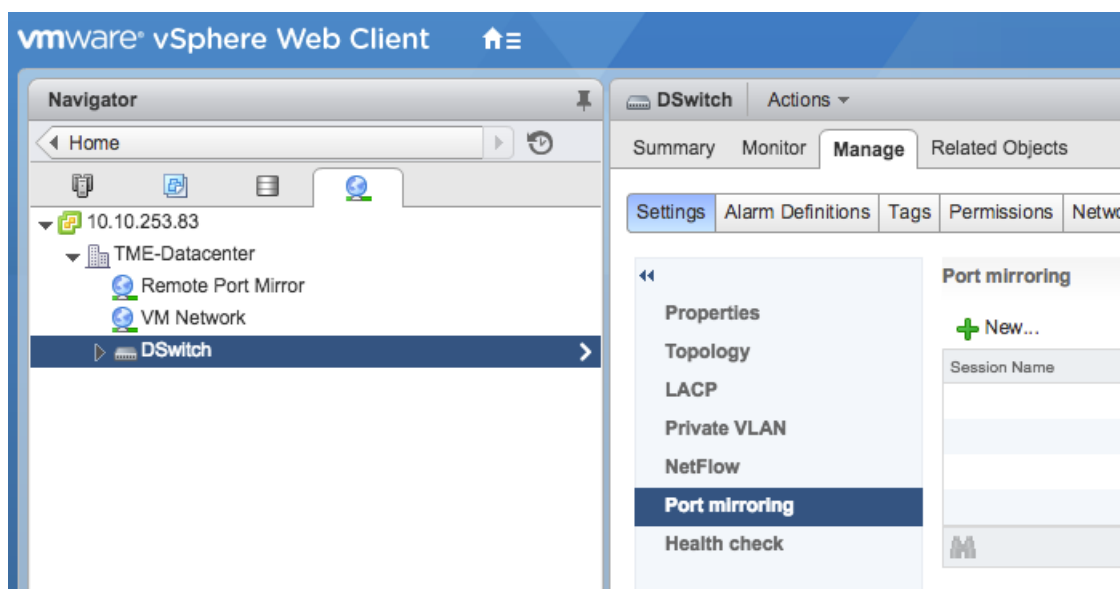 vmware® vSphere Web Client
Navigator
Home
10.10.253.83
TME-Datacenter
Remote Port Mirror
VM Network
DSwitch
DSwitch Actions
Summary Monitor Manage Related Objects
Settings Alarm Definitions Tags Permissions Netwo
Properties
Topology
LACP
Private VLAN
NetFlow
Port mirroring
Health check
Port mirroring
New...
Session Name